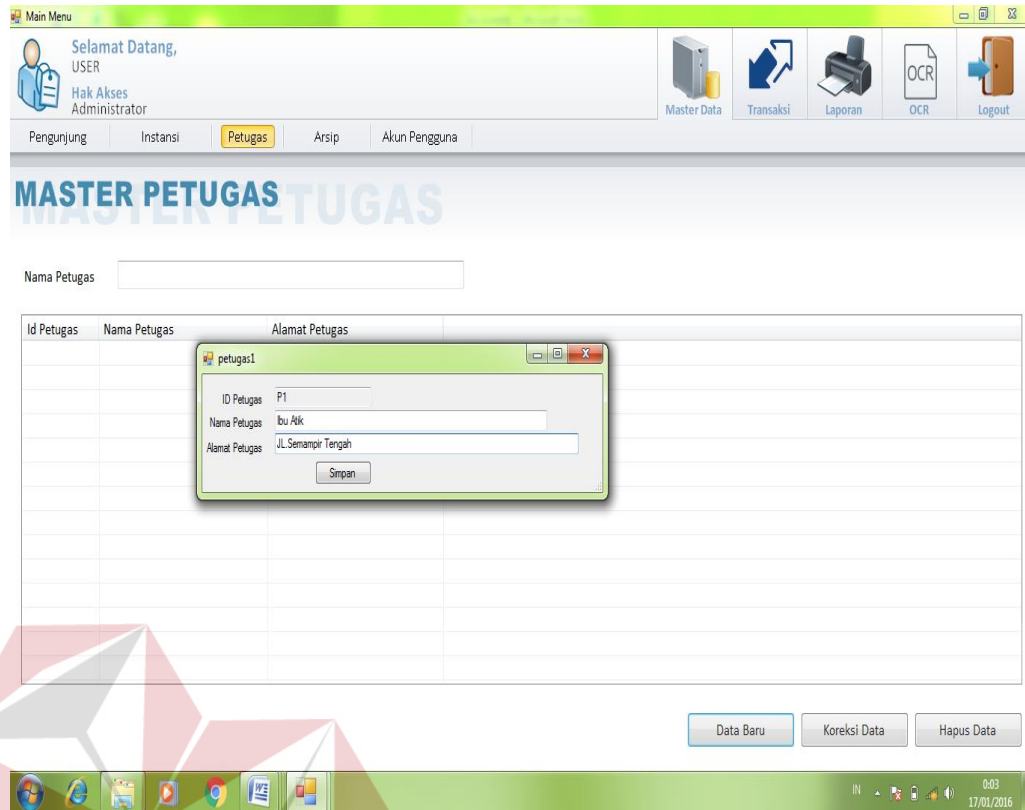 Main Menu
Selamat Datang,
USER
Hak Akses
Administrator
Master Data
Transaksi
Laporan
OCR
OCR
Logout
Pengunjung
Instansi
Petugas
Arsip
Akun Pengguna
MASTER PETUGAS
MASTER PETUGAS
Nama Petugas
Id Petugas
Nama Petugas
Alamat Petugas
petugas1
ID Petugas
P1
Nama Petugas
Ibu Atik
Alamat Petugas
JL.Semampir Tengah
Simpan
Data Baru
Koreksi Data
Hapus Data
IN
0:03
17/01/2016